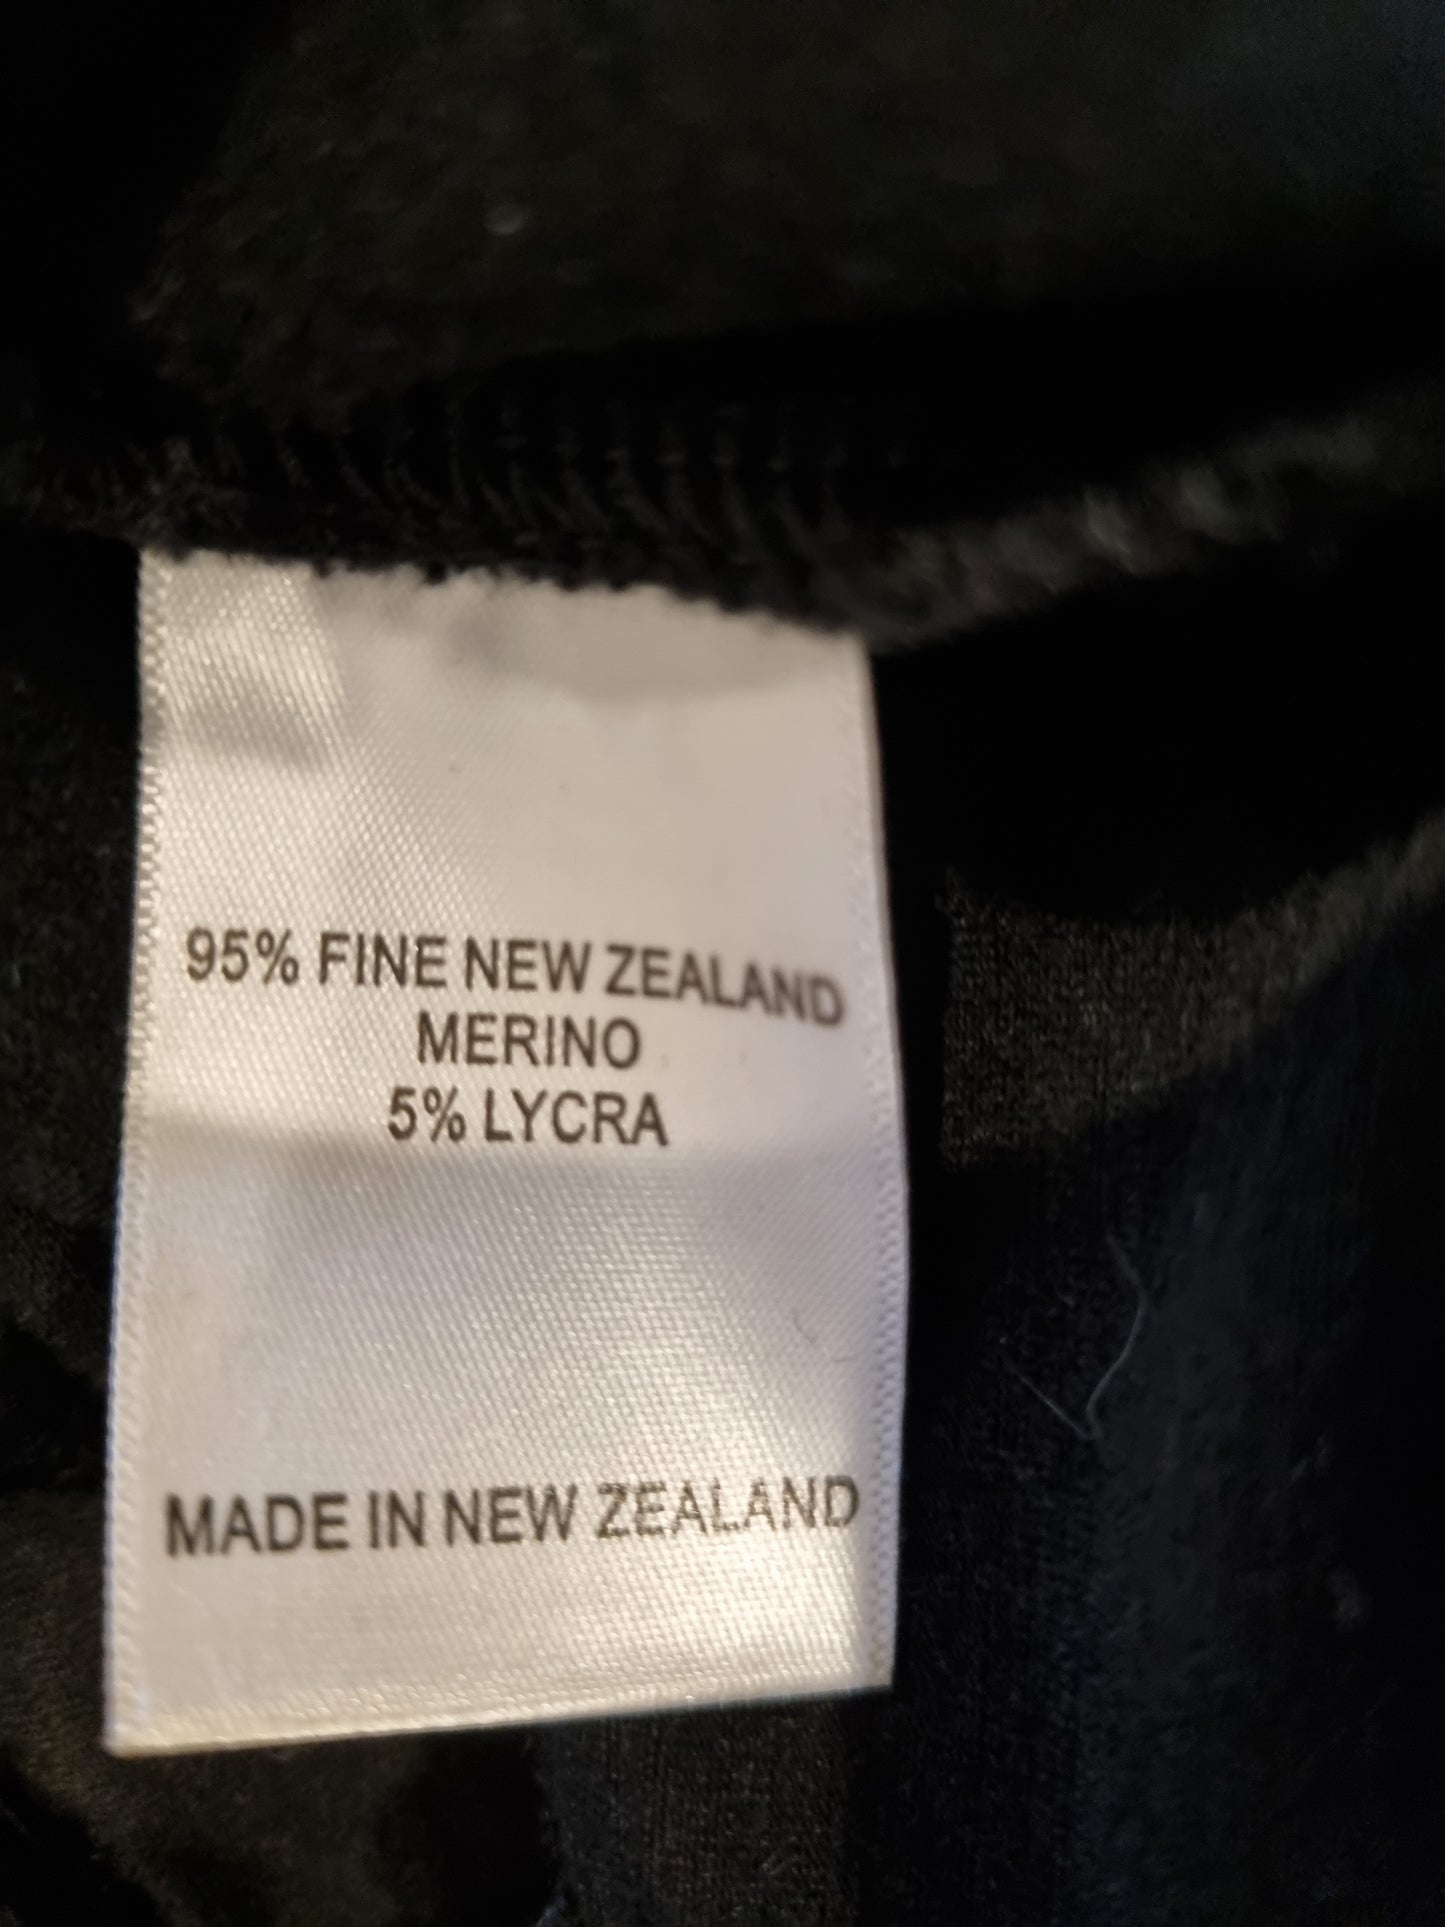 95% FINE NEW ZEALAND
MERINO
5% LYCRA
MADE IN NEW ZEALAND